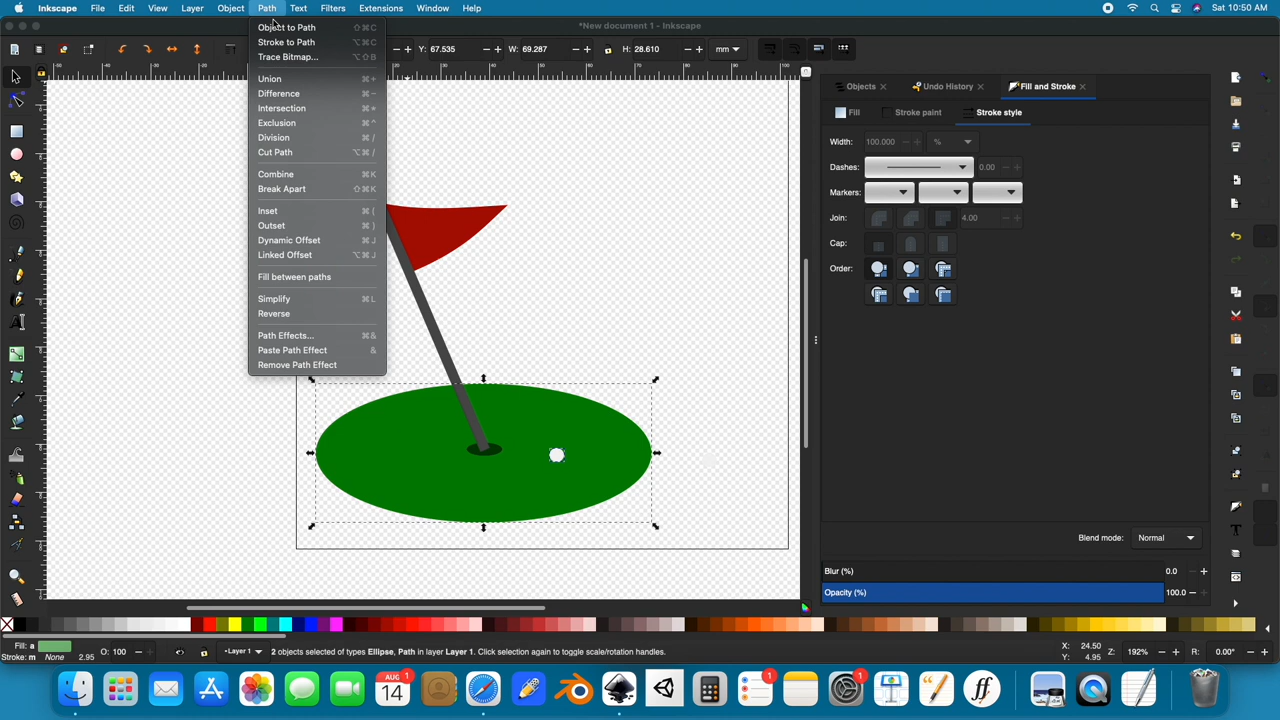 Inkscape File Edit View Layer Object Path Text Filters Extensions Window Help Sat 10:50 AM
*New document 1 - Inkscape
Y: 67.535 W: 69.287 H: 28.610 mm
Object to Path ⇧⌘C
Stroke to Path ⌥⌘C
Trace Bitmap... ⌥⇧B
Union ⌘+
Difference ⌘-
Intersection ⌘*
Exclusion ⌘^
Division ⌘/
Cut Path ⌥⌘/
Combine ⌘K
Break Apart ⇧⌘K
Inset ⌘(
Outset ⌘)
Dynamic Offset ⌘J
Linked Offset ⌥⌘J
Fill between paths
Simplify ⌘L
Reverse
Path Effects... ⌘&
Paste Path Effect &
Remove Path Effect
Objects Undo History Fill and Stroke
Fill Stroke paint Stroke style
Width: 100.000 %
Dashes: 0.00
Markers:
Join: 4.00
Cap:
Order:
Blend mode: Normal
Blur (%) 0.0
Opacity (%) 100.0
Fill: a
Stroke: m None 2.95 O: 100 Layer 1 2 objects selected of types Ellipse, Path in layer Layer 1. Click selection again to toggle scale/rotation handles. X: 24.50 Y: 4.95 Z: 192% R: 0.00°
AUG 14 1 1 1
ff